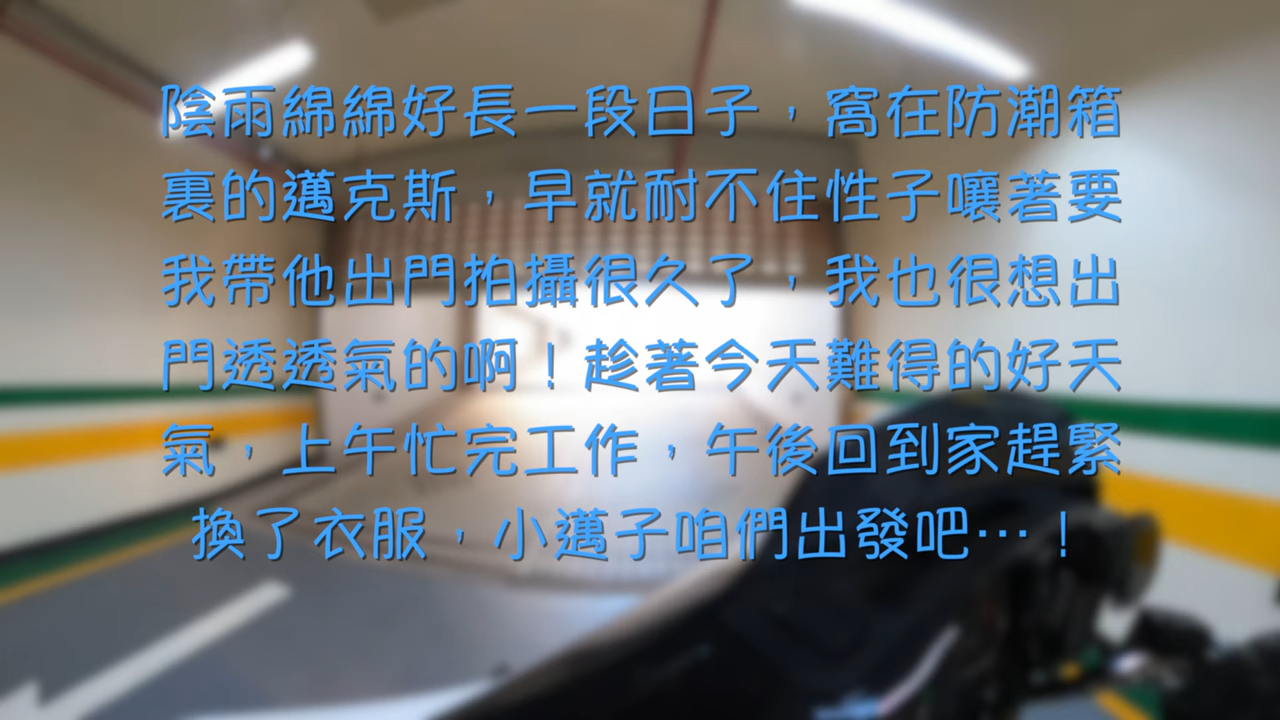 陰雨綿綿好長一段日子，窩在防潮箱
裏的邁克斯，早就耐不住性子嚷著要
我帶他出門拍攝很久了，我也很想出
門透透氣的啊！趁著今天難得的好天
氣，上午忙完工作，午後回到家趕緊
換了衣服，小邁子咱們出發吧…！